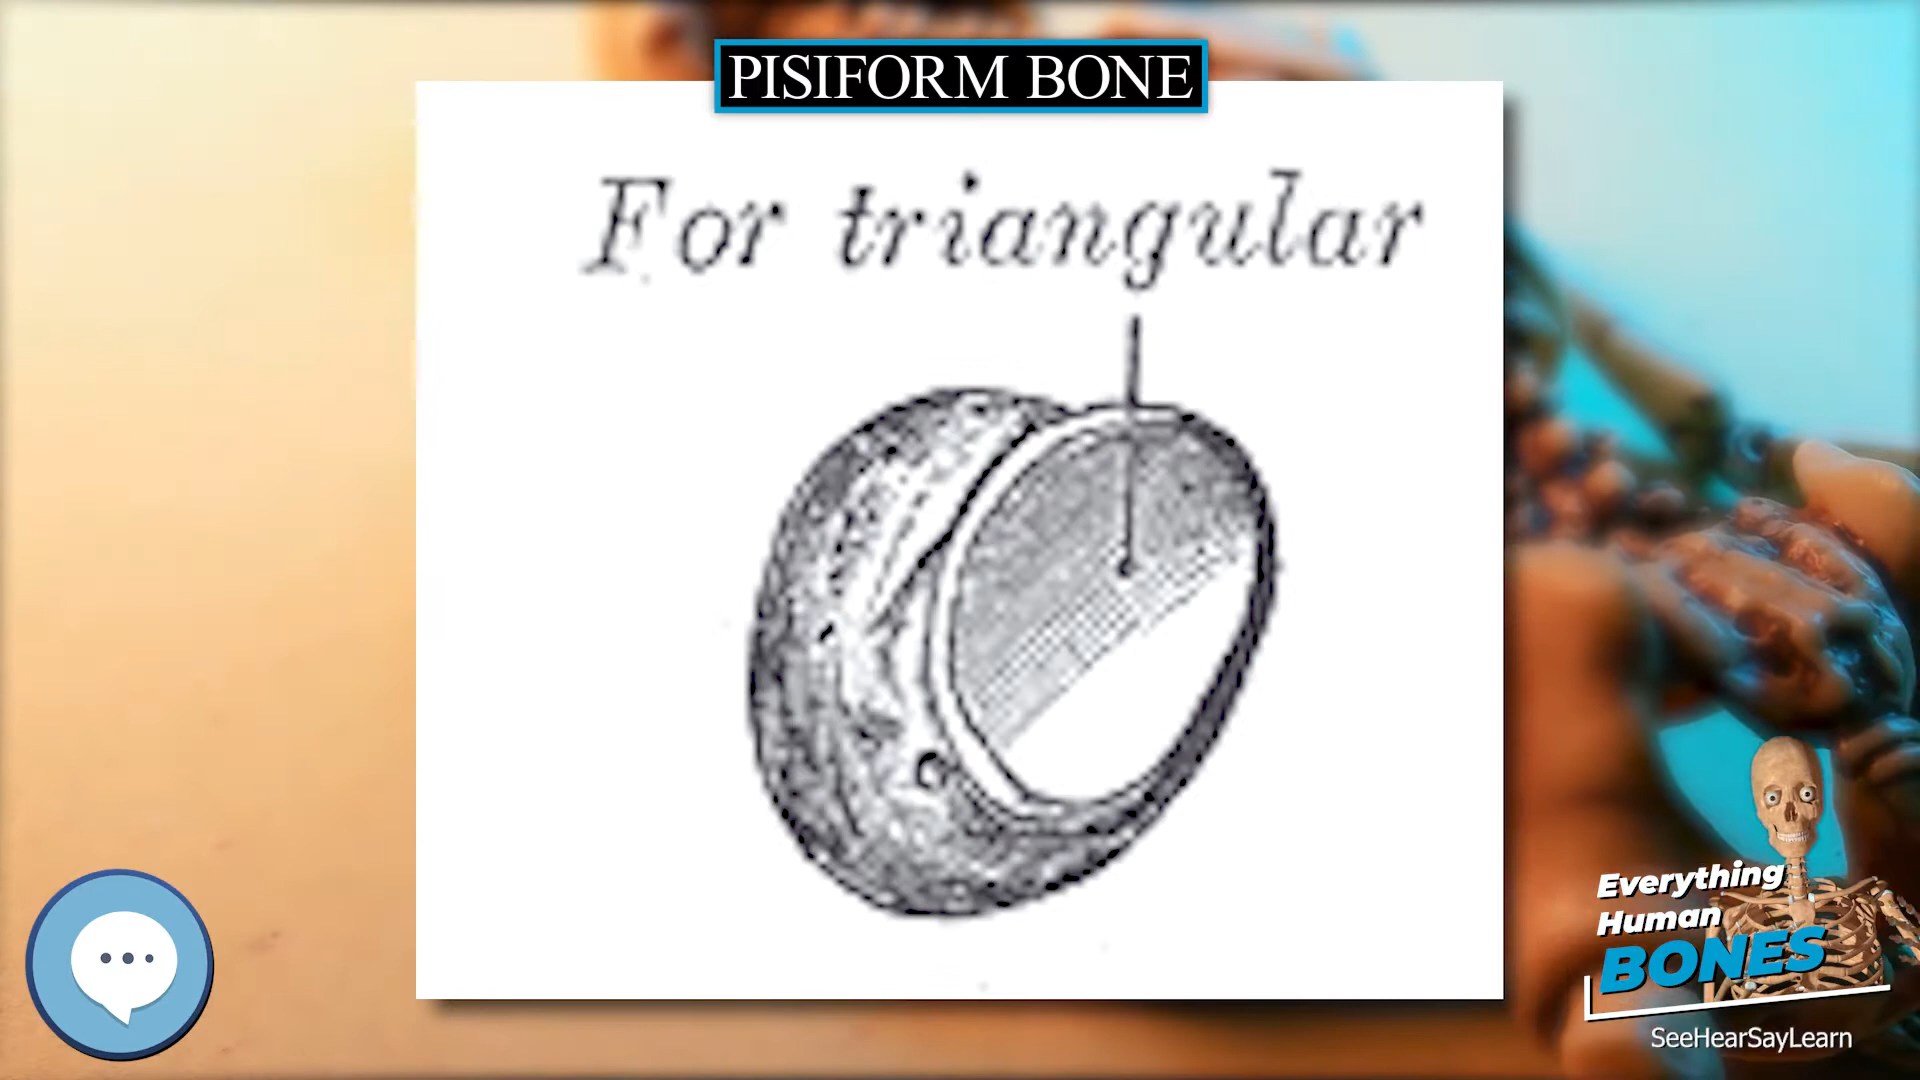 PISIFORM BONE
For triangular
Everything
Human
BONES
SeeHearSayLearn